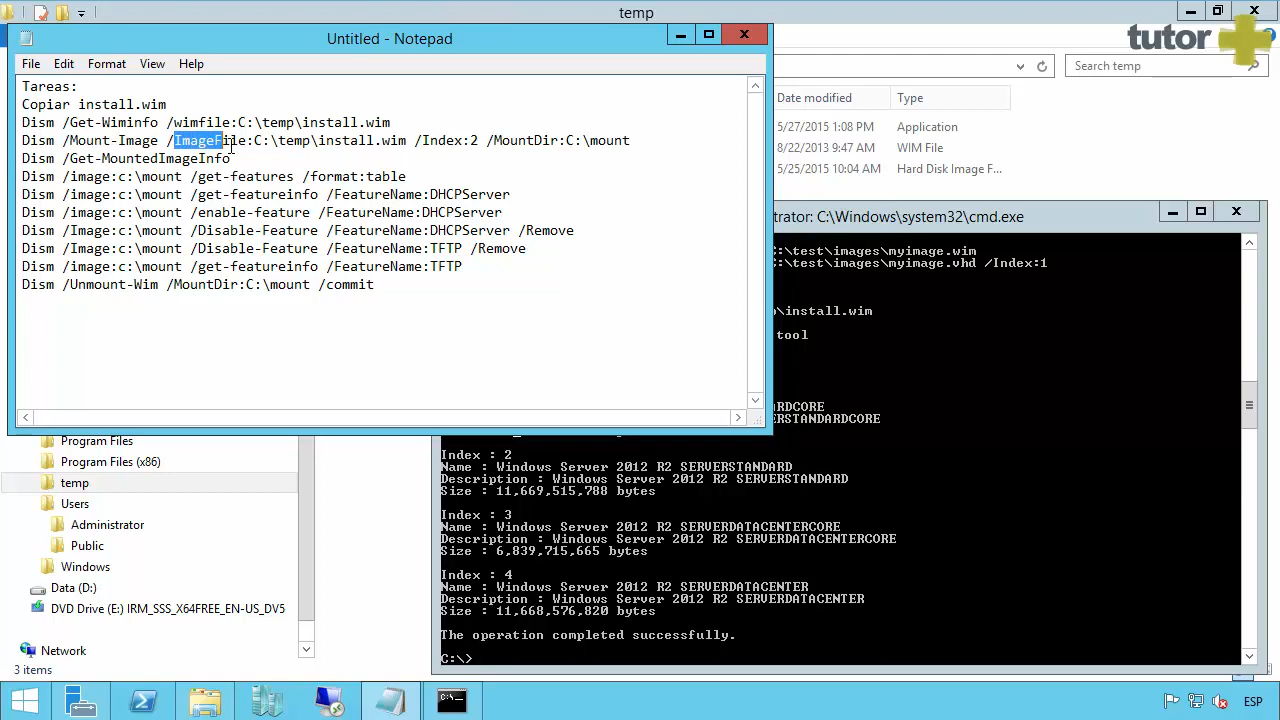 temp
tutor
Untitled - Notepad
File Edit Format View Help
Search temp
Tareas:
Copiar install.wim
Dism /Get-Wiminfo /wimfile:C:\temp\install.wim
Dism /Mount-Image /ImageFile:C:\temp\install.wim /Index:2 /MountDir:C:\mount
Dism /Get-MountedImageInfo
Dism /image:c:\mount /get-features /format:table
Dism /image:c:\mount /get-featureinfo /FeatureName:DHCPServer
Dism /image:c:\mount /enable-feature /FeatureName:DHCPServer
Dism /Image:c:\mount /Disable-Feature /FeatureName:DHCPServer /Remove
Dism /Image:c:\mount /Disable-Feature /FeatureName:TFTP /Remove
Dism /image:c:\mount /get-featureinfo /FeatureName:TFTP
Dism /Unmount-Wim /MountDir:C:\mount /commit
Date modified Type
5/27/2015 1:08 PM Application
8/22/2013 9:47 AM WIM File
5/25/2015 10:04 AM Hard Disk Image F...
trator: C:\Windows\system32\cmd.exe
C:\test\images\myimage.wim
C:\test\images\myimage.vhd /Index:1
\install.wim
tool
RDCORE
ERSTANDARDCORE
Index : 2
Name : Windows Server 2012 R2 SERVERSTANDARD
Description : Windows Server 2012 R2 SERVERSTANDARD
Size : 11,669,515,788 bytes
Index : 3
Name : Windows Server 2012 R2 SERVERDATACENTERCORE
Description : Windows Server 2012 R2 SERVERDATACENTERCORE
Size : 6,839,715,665 bytes
Index : 4
Name : Windows Server 2012 R2 SERVERDATACENTER
Description : Windows Server 2012 R2 SERVERDATACENTER
Size : 11,668,576,820 bytes
The operation completed successfully.
C:\>
Program Files
Program Files (x86)
temp
Users
Administrator
Public
Windows
Data (D:)
DVD Drive (E:) IRM_SSS_X64FREE_EN-US_DV5
Network
3 items
ESP